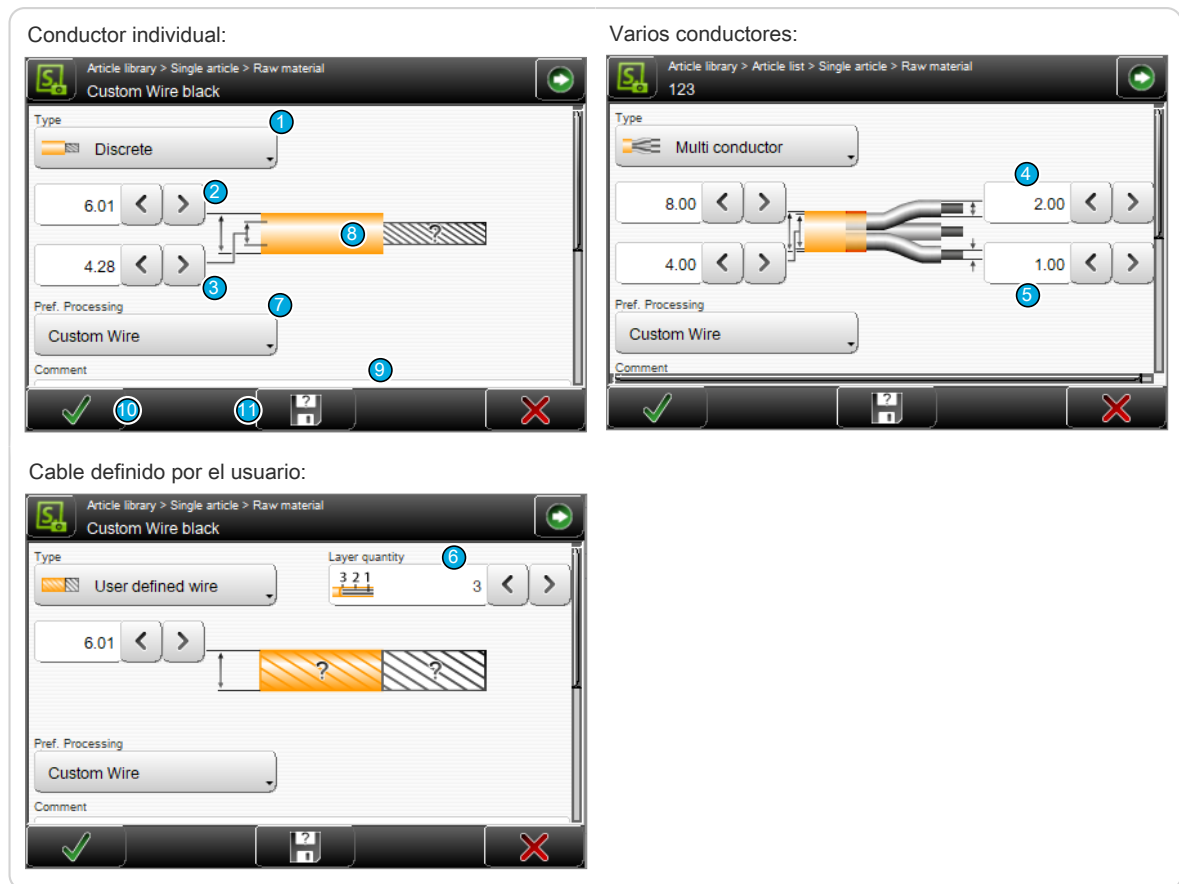 Conductor individual:
Article library > Single article > Raw material
Custom Wire black
Type
1
Discrete
6.01
2
8
?
4.28
3
Pref. Processing
7
Custom Wire
Comment
9
10
11
?
Varios conductores:
Article library > Article list > Single article > Raw material
123
Type
Multi conductor
4
8.00
2.00
4.00
1.00
5
Pref. Processing
Custom Wire
Comment
?
Cable definido por el usuario:
Article library > Single article > Raw material
Custom Wire black
Type
Layer quantity
6
User defined wire
3 2 1
3
6.01
?
?
Pref. Processing
Custom Wire
Comment
?